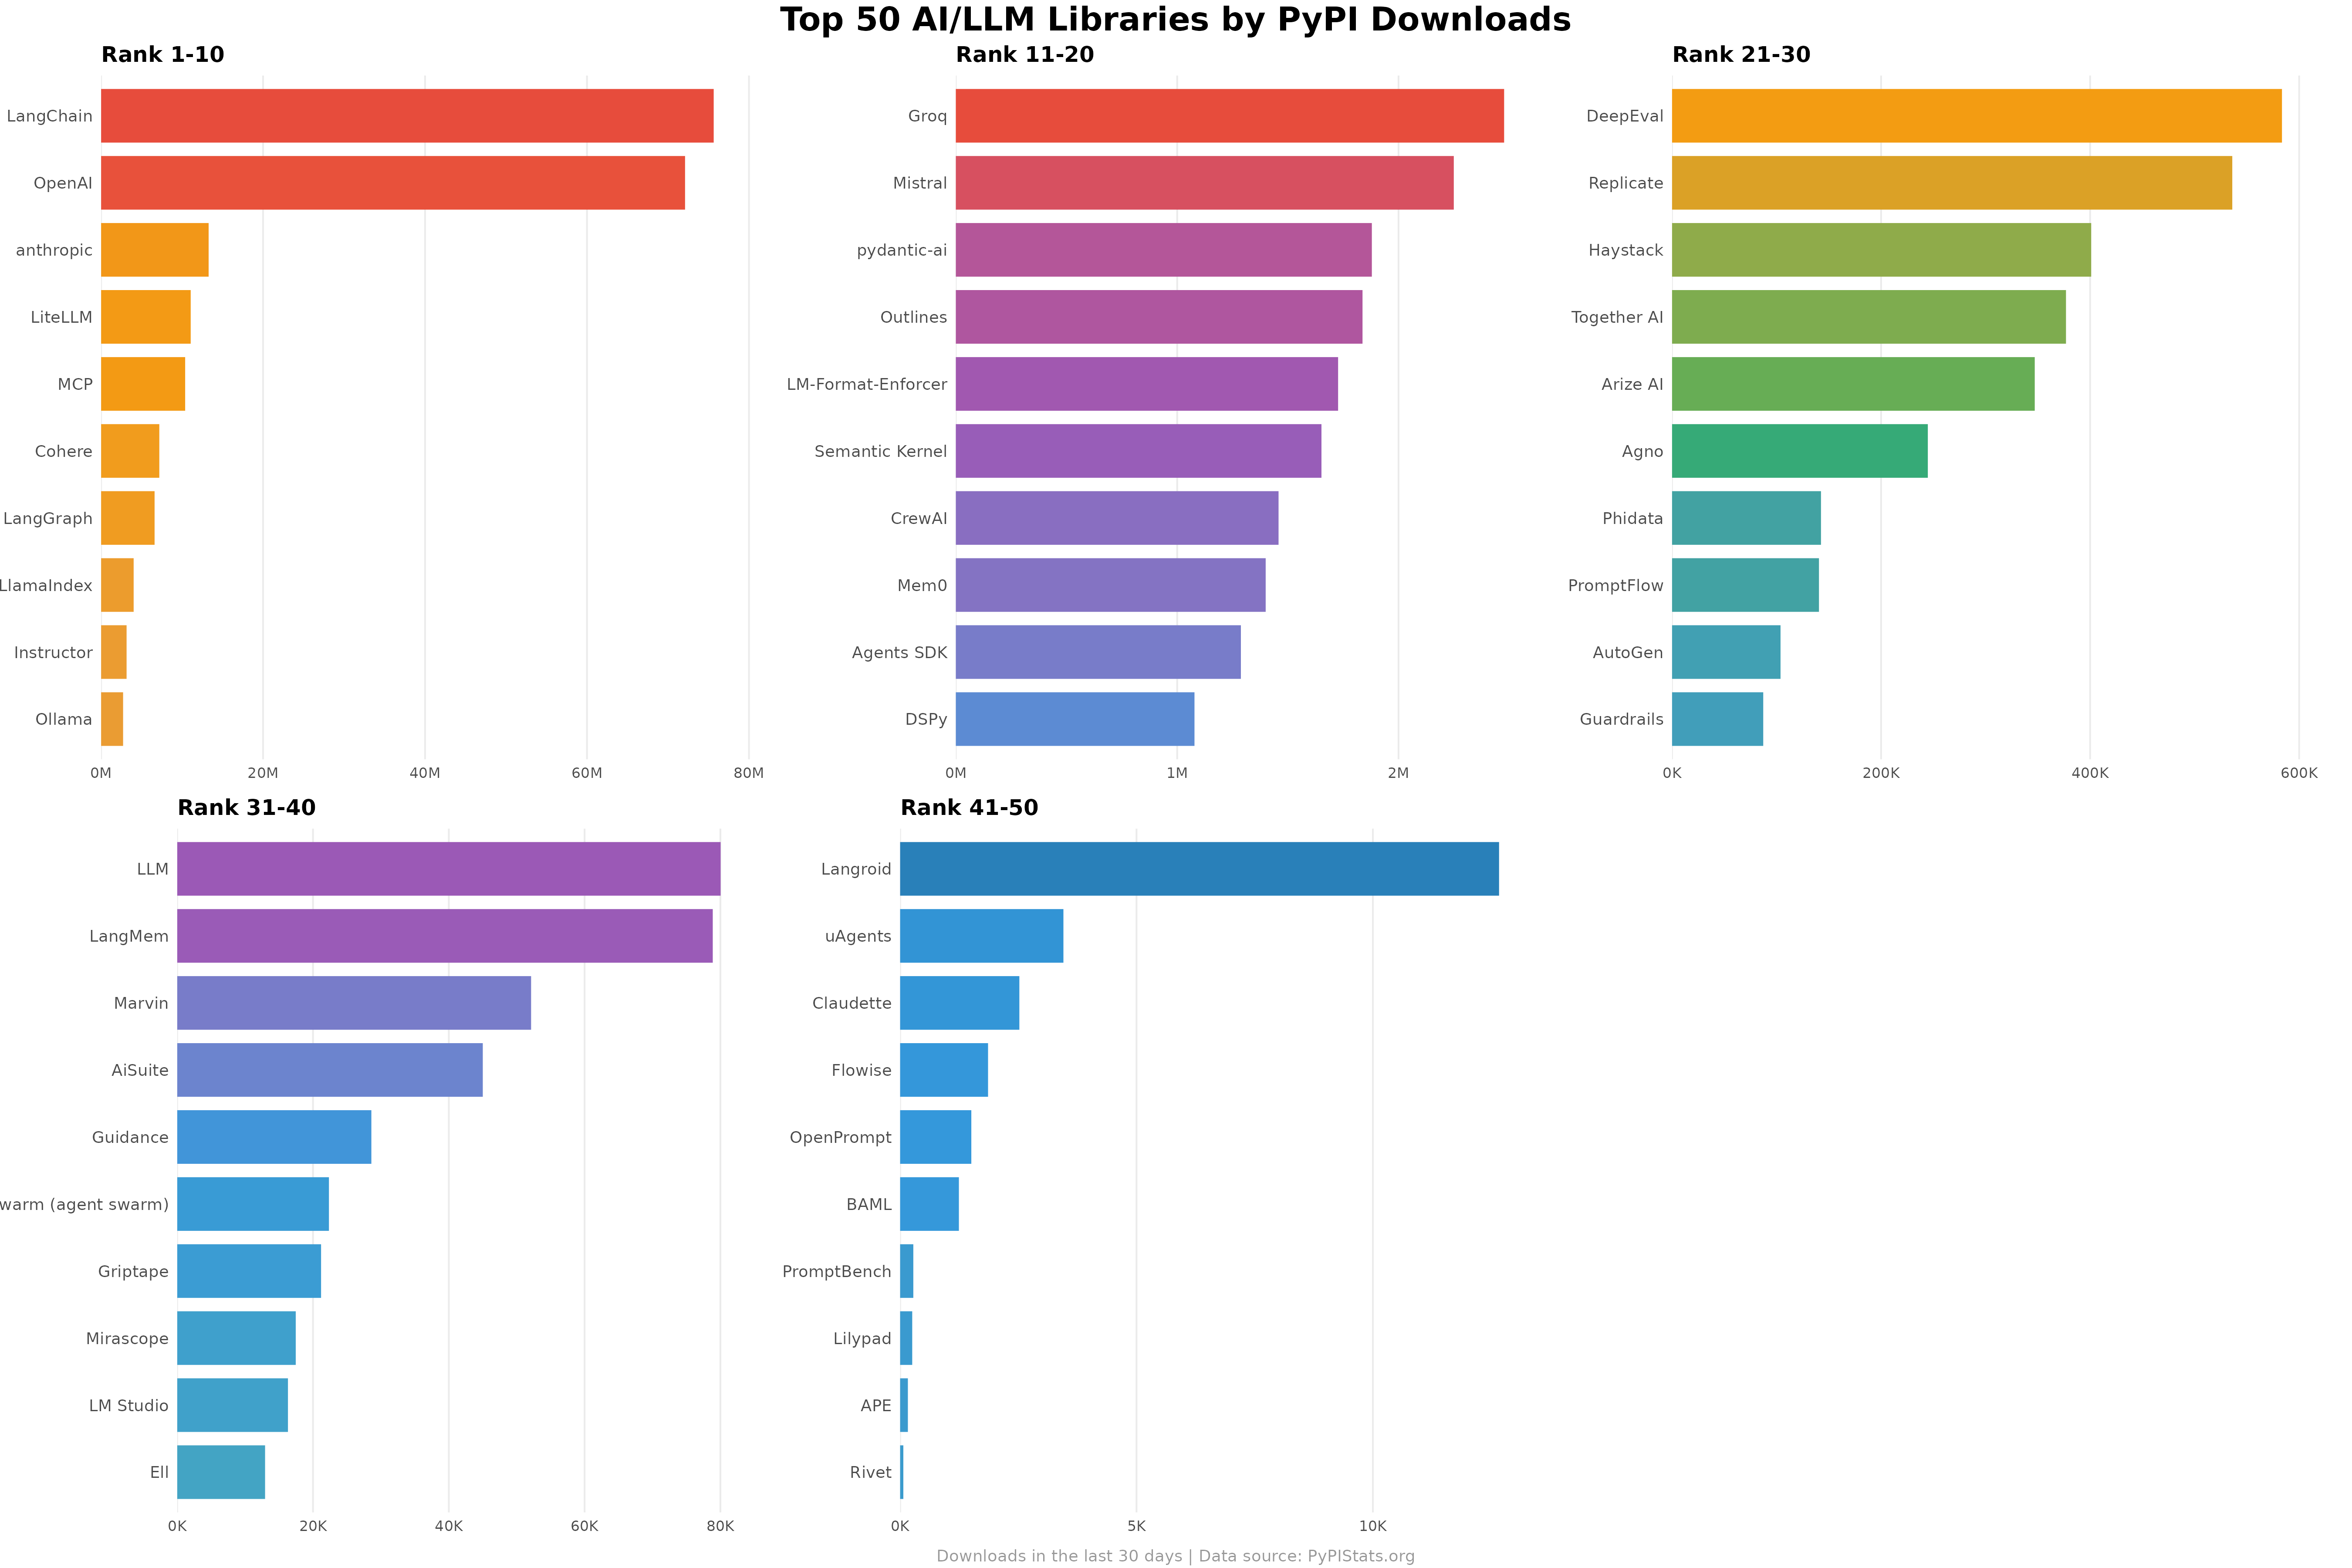 Top 50 AI/LLM Libraries by PyPI Downloads
Rank 1-10
LangChain
OpenAI
anthropic
LiteLLM
MCP
Cohere
LangGraph
LlamaIndex
Instructor
Ollama
0M 20M 40M 60M 80M
Rank 11-20
Groq
Mistral
pydantic-ai
Outlines
LM-Format-Enforcer
Semantic Kernel
CrewAI
Mem0
Agents SDK
DSPy
0M 1M 2M
Rank 21-30
DeepEval
Replicate
Haystack
Together AI
Arize AI
Agno
Phidata
PromptFlow
AutoGen
Guardrails
0K 200K 400K 600K
Rank 31-40
LLM
LangMem
Marvin
AiSuite
Guidance
warm (agent swarm)
Griptape
Mirascope
LM Studio
Ell
0K 20K 40K 60K 80K
Rank 41-50
Langroid
uAgents
Claudette
Flowise
OpenPrompt
BAML
PromptBench
Lilypad
APE
Rivet
0K 5K 10K
Downloads in the last 30 days | Data source: PyPIStats.org